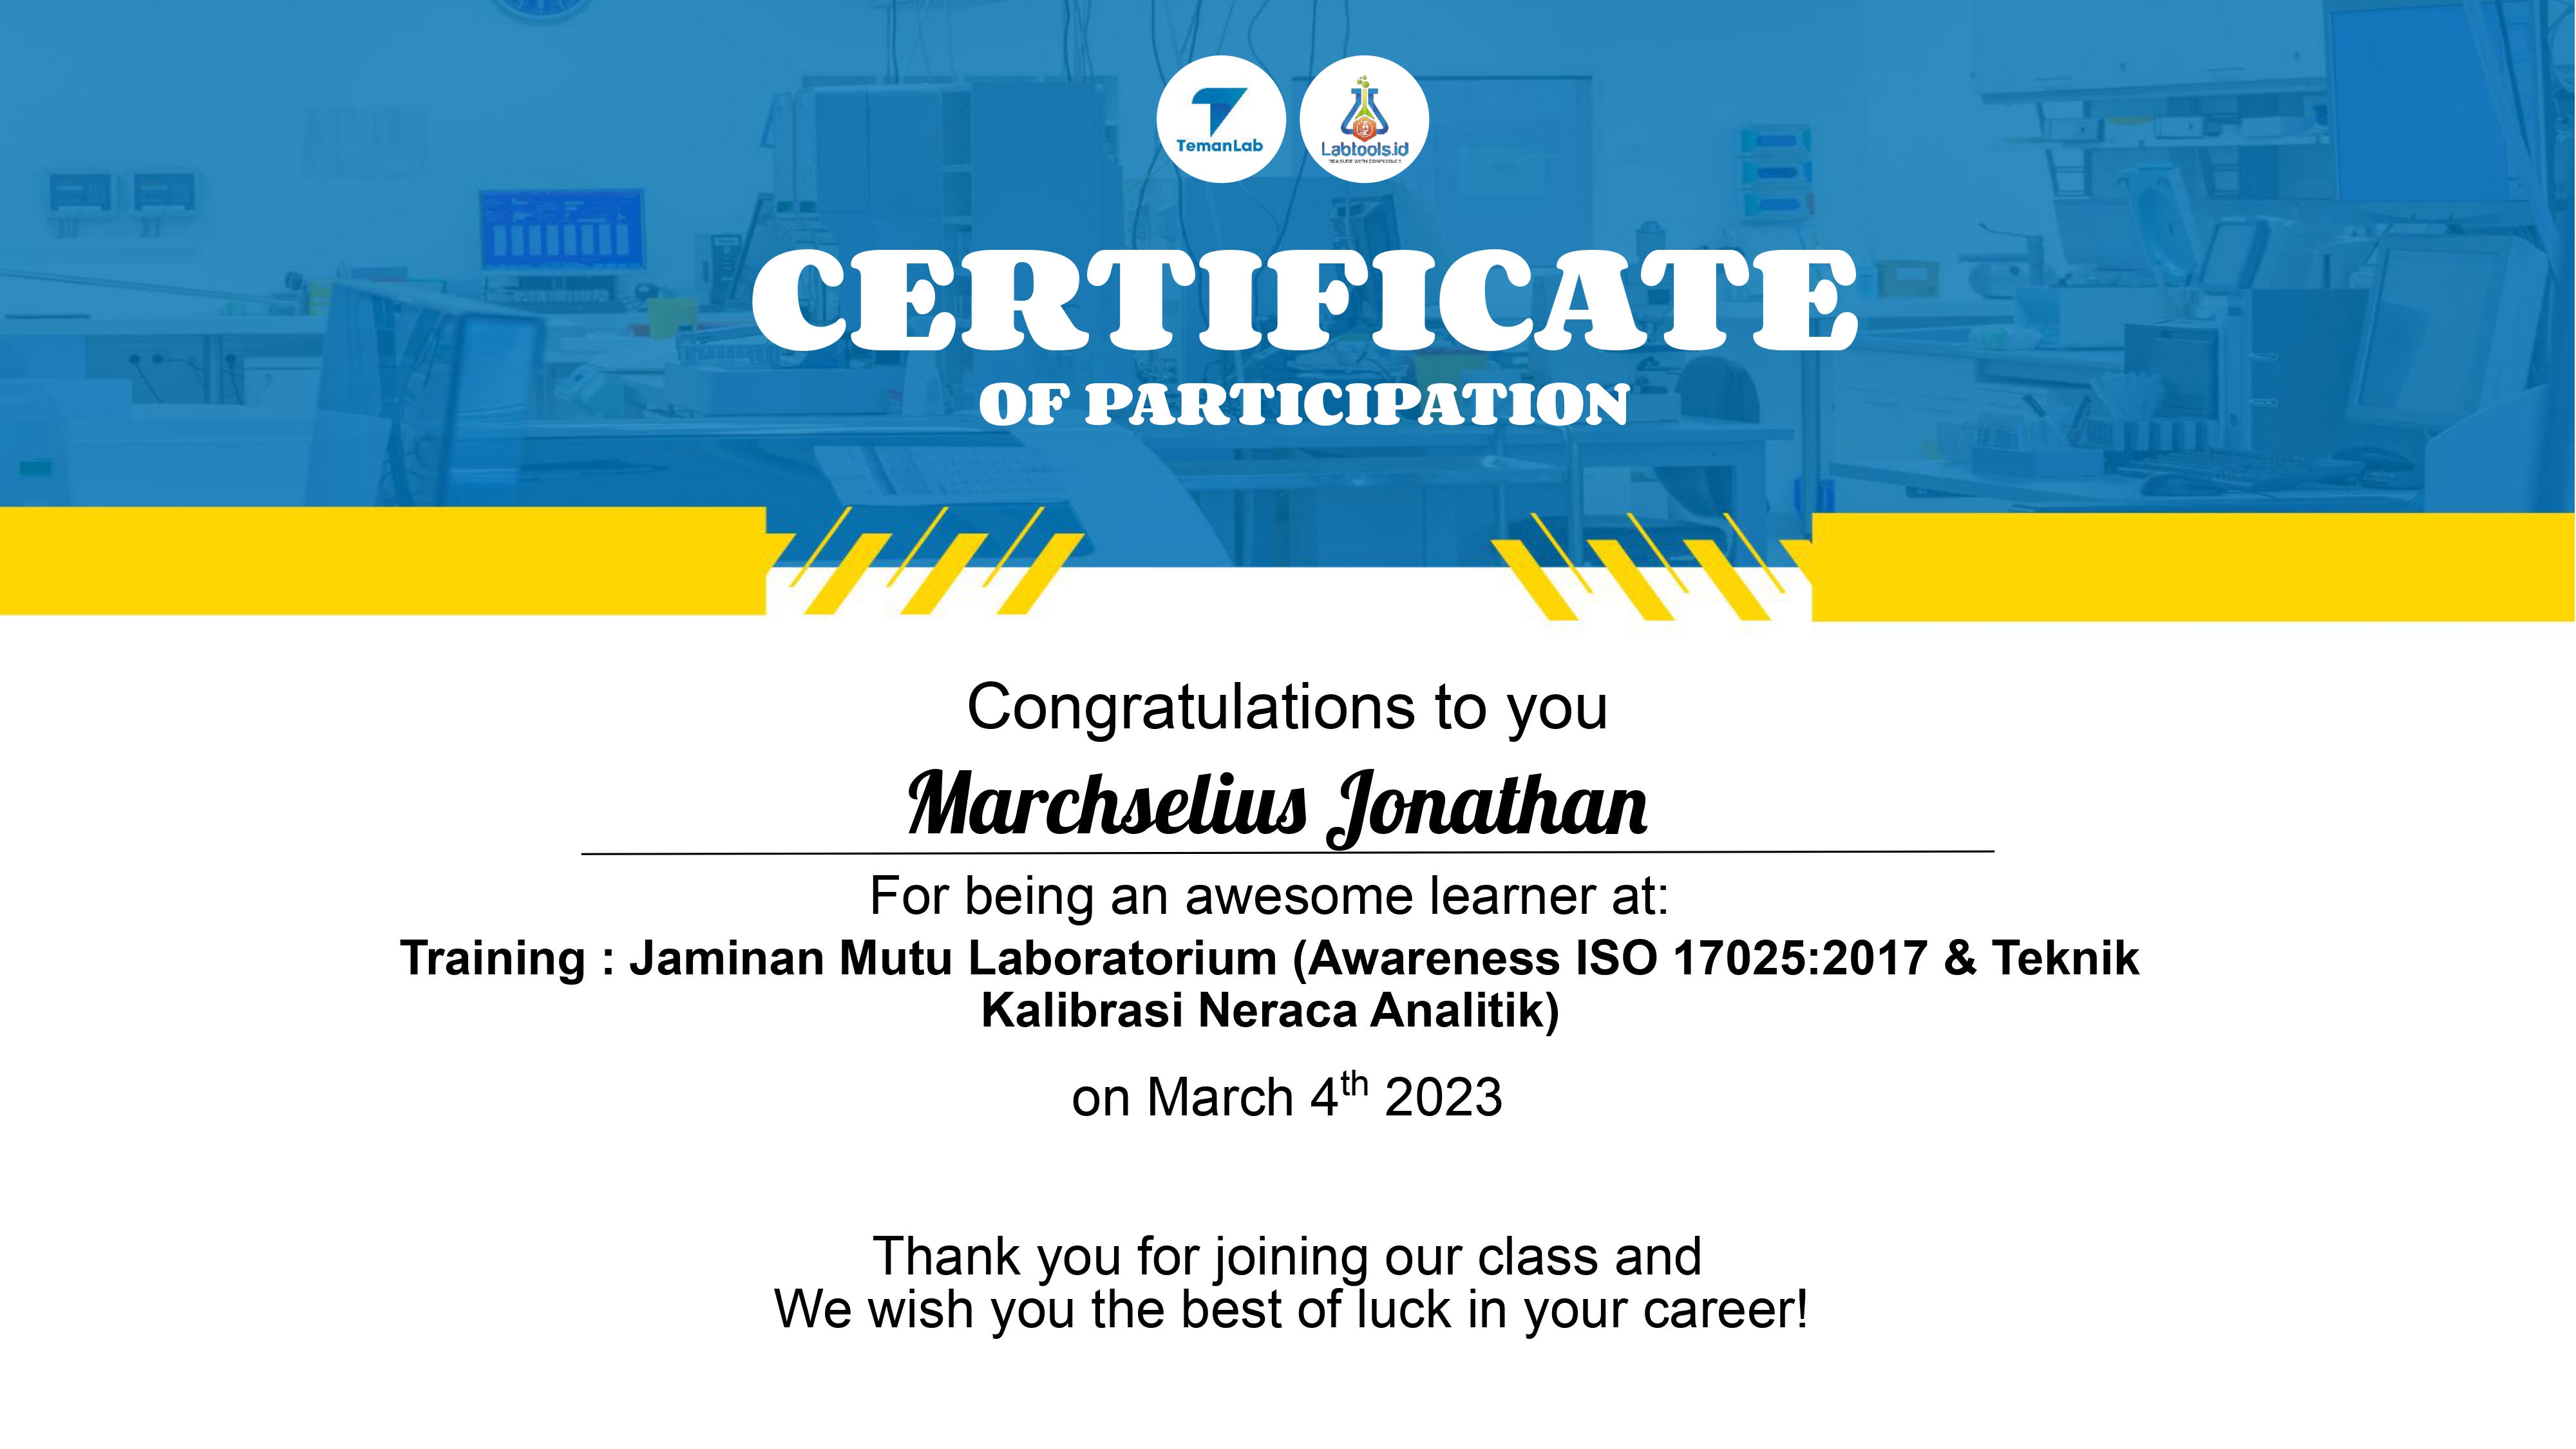 TemanLab
Labtools.id
CERTIFICATE
OF PARTICIPATION
Congratulations to you
Marchselius Jonathan
For being an awesome learner at:
Training : Jaminan Mutu Laboratorium (Awareness ISO 17025:2017 & Teknik
Kalibrasi Neraca Analitik)
on March 4th 2023
Thank you for joining our class and
We wish you the best of luck in your career!